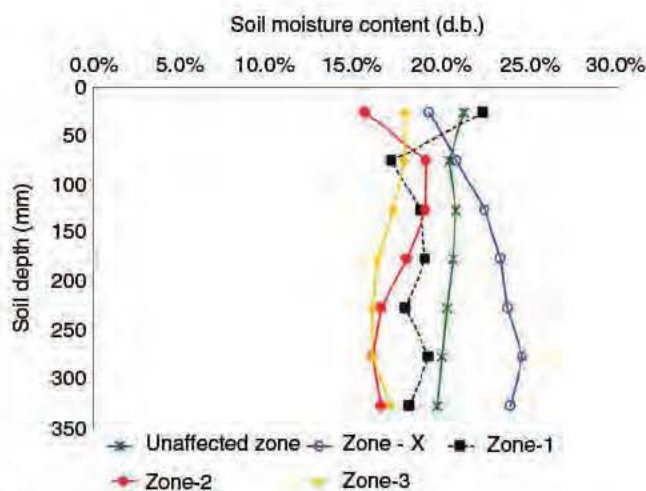 Soil moisture content (d.b.)
0.0% 5.0% 10.0% 15.0% 20.0% 25.0% 30.0%
0
50
100
150
200
250
300
350
Soil depth (mm)
Unaffected zone Zone - X Zone-1
Zone-2 Zone-3